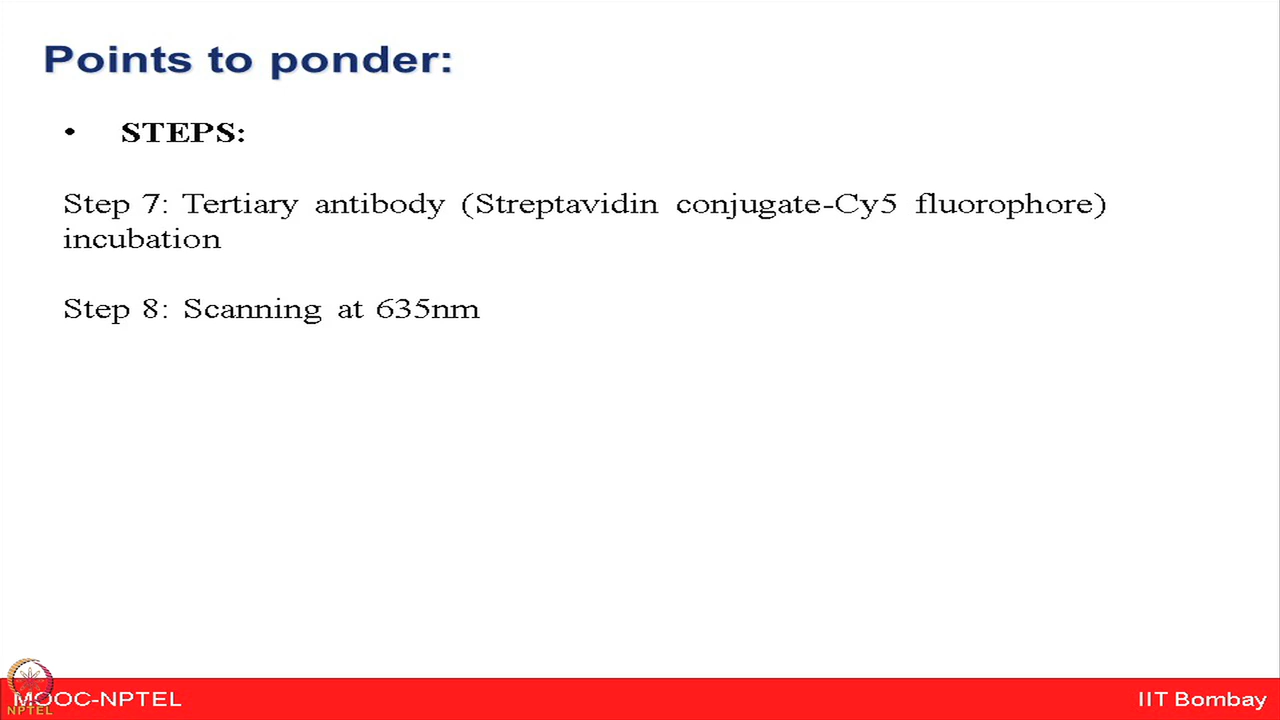 Points to ponder:
• STEPS:
Step 7: Tertiary antibody (Streptavidin conjugate-Cy5 fluorophore)
incubation
Step 8: Scanning at 635nm
MOOC-NPTEL
NPTEL
IIT Bombay